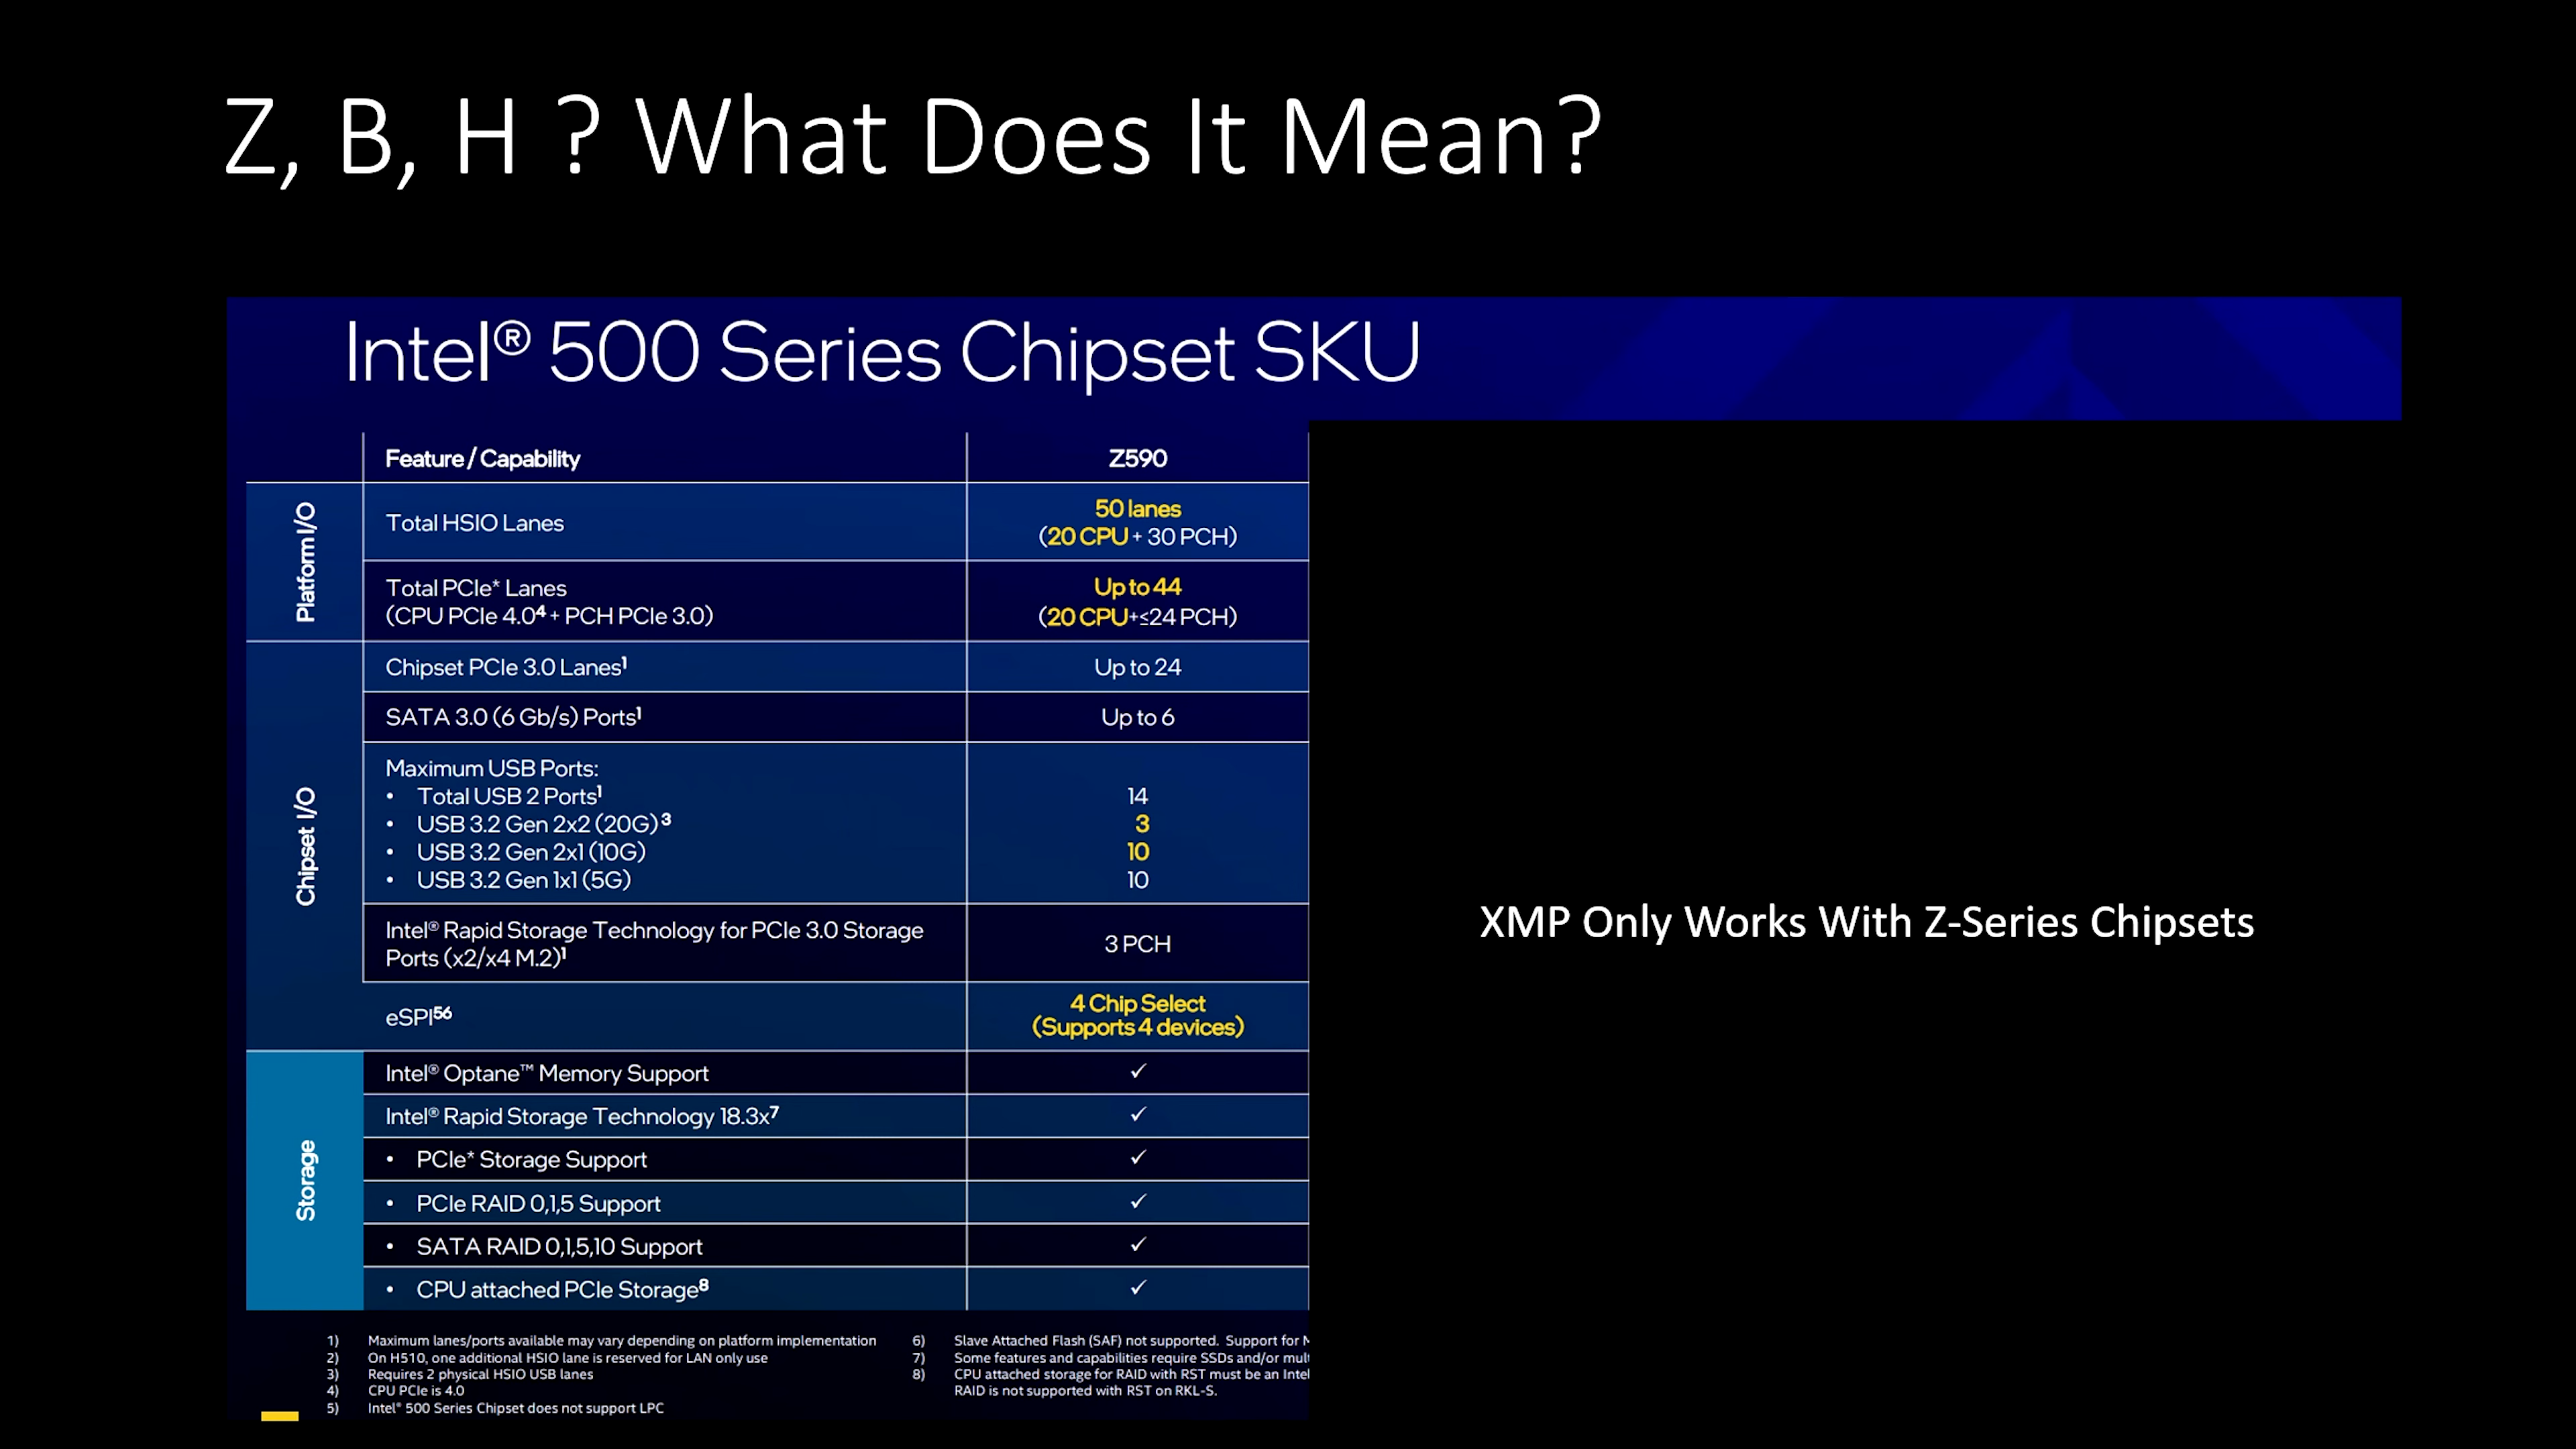 Z, B, H ? What Does It Mean?
Intel® 500 Series Chipset SKU
Feature / Capability Z590
Platform I/O
Total HSIO Lanes 50 lanes
(20 CPU + 30 PCH)
Total PCIe* Lanes Up to 44
(CPU PCIe 4.0⁴ + PCH PCIe 3.0) (20 CPU+≤24 PCH)
Chipset I/O
Chipset PCIe 3.0 Lanes¹ Up to 24
SATA 3.0 (6 Gb/s) Ports¹ Up to 6
Maximum USB Ports:
• Total USB 2 Ports¹ 14
• USB 3.2 Gen 2x2 (20G)³ 3
• USB 3.2 Gen 2x1 (10G) 10
• USB 3.2 Gen 1x1 (5G) 10
Intel® Rapid Storage Technology for PCIe 3.0 Storage
Ports (x2/x4 M.2)¹ 3 PCH
eSPI⁵⁶ 4 Chip Select
(Supports 4 devices)
Storage
Intel® Optane™ Memory Support ✓
Intel® Rapid Storage Technology 18.3x⁷ ✓
• PCIe* Storage Support ✓
• PCIe RAID 0,1,5 Support ✓
• SATA RAID 0,1,5,10 Support ✓
• CPU attached PCIe Storage⁸ ✓
XMP Only Works With Z-Series Chipsets
1) Maximum lanes/ports available may vary depending on platform implementation
2) On H510, one additional HSIO lane is reserved for LAN only use
3) Requires 2 physical HSIO USB lanes
4) CPU PCIe is 4.0
5) Intel® 500 Series Chipset does not support LPC
6) Slave Attached Flash (SAF) not supported. Support for
7) Some features and capabilities require SSDs and/or
8) CPU attached storage for RAID with RST must be an Intel
RAID is not supported with RST on RKL-S.